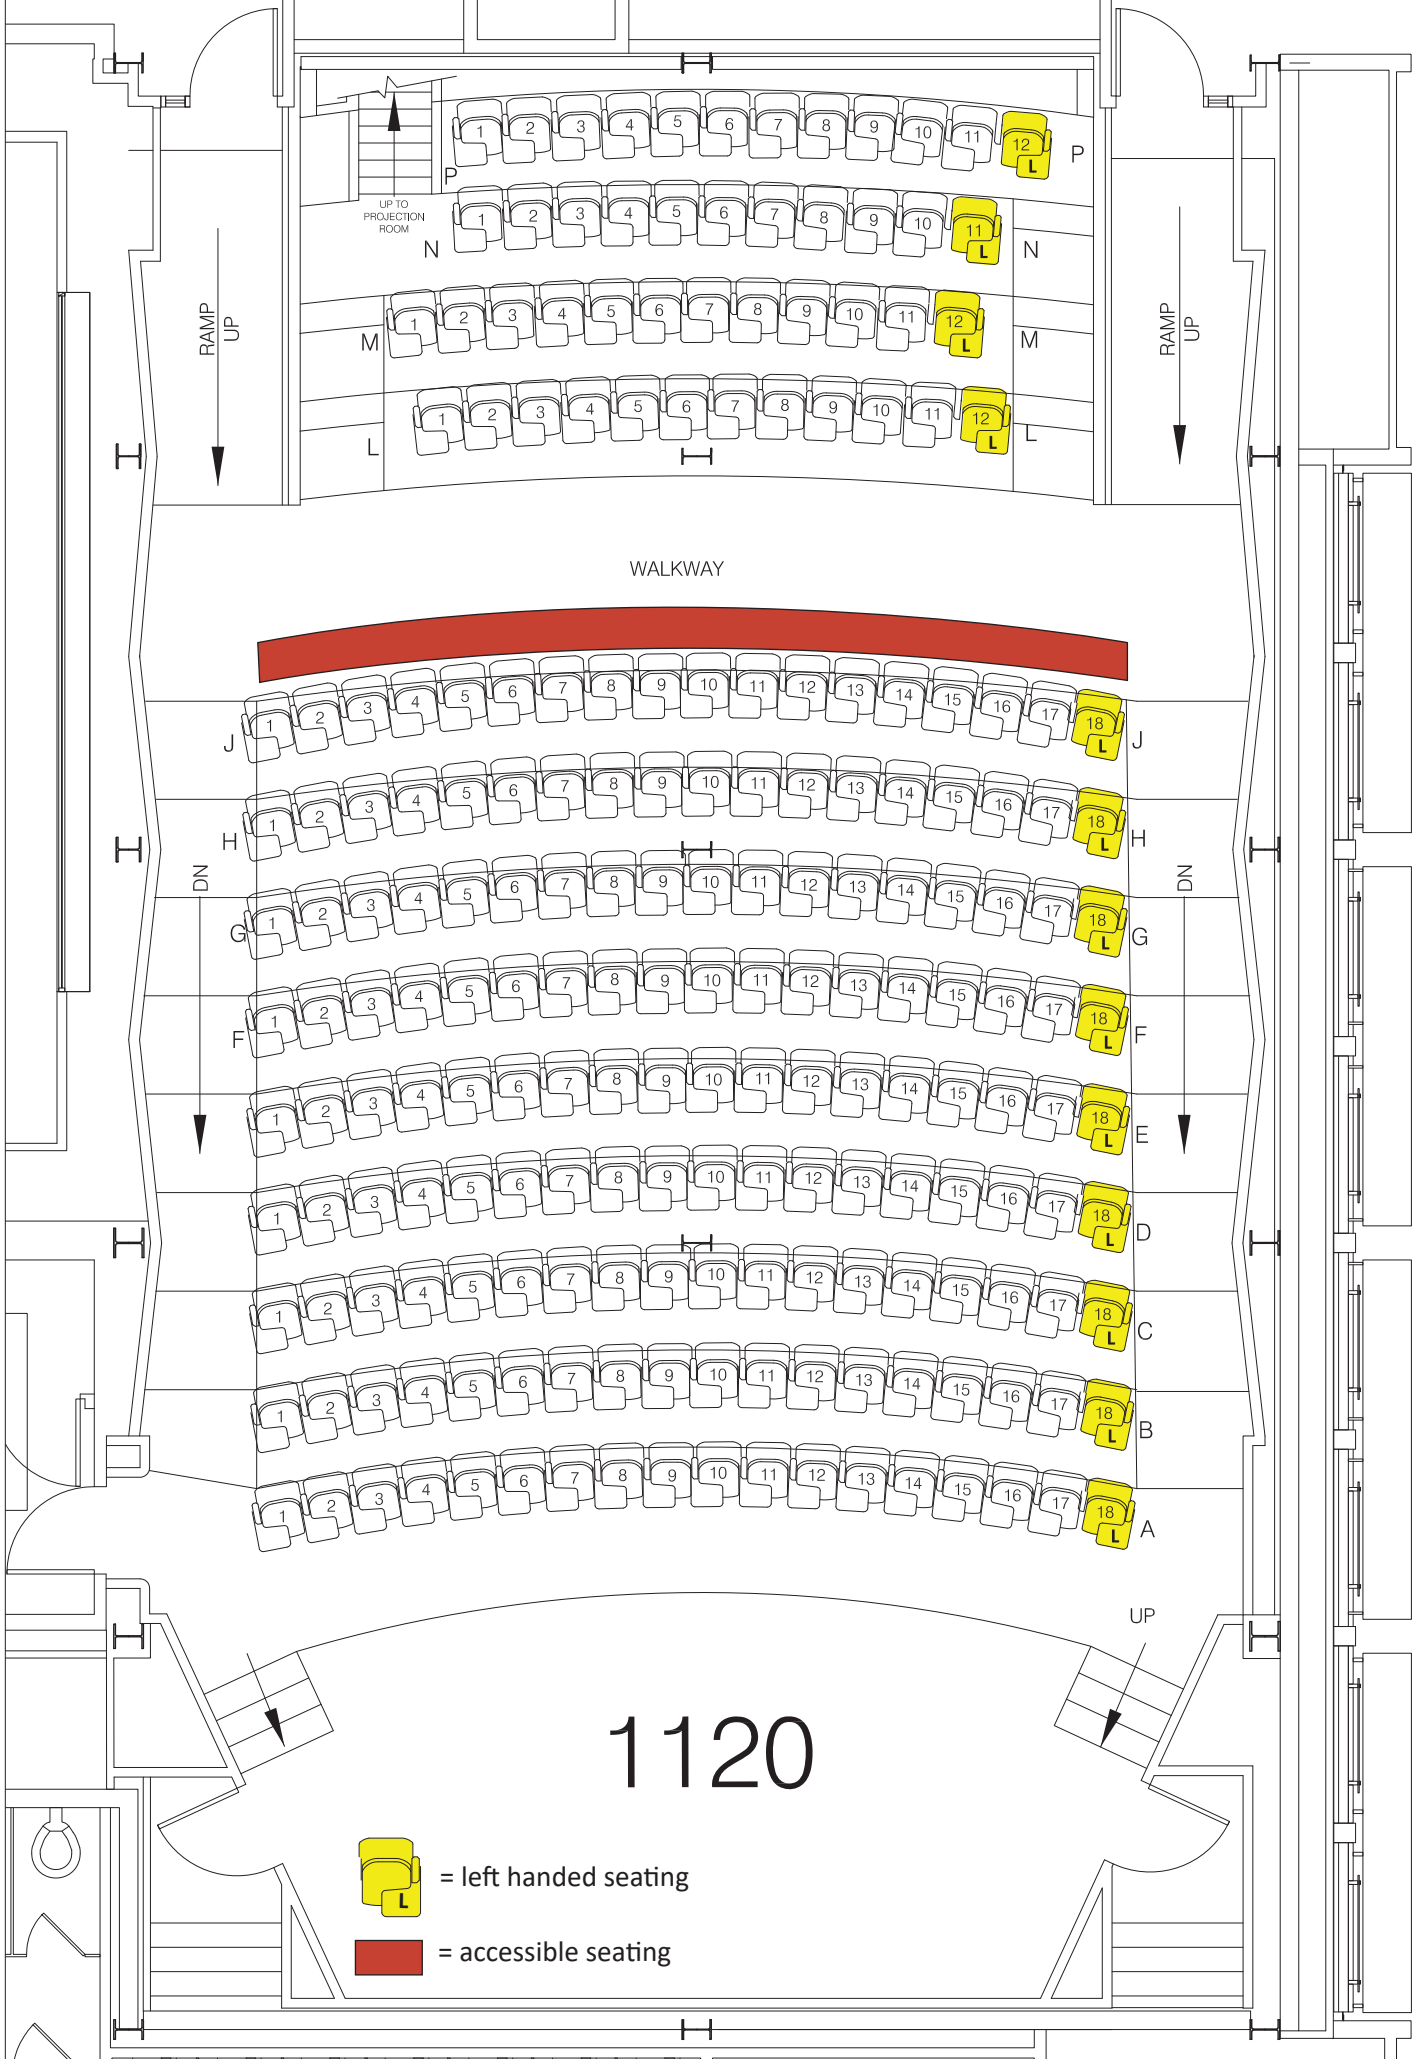 1 2 3 4 5 6 7 8 9 10 11 12 L
P P
UP TO
PROJECTION
ROOM
1 2 3 4 5 6 7 8 9 10 11 L
N N
RAMP
UP
RAMP
UP
1 2 3 4 5 6 7 8 9 10 11 12 L
M M
1 2 3 4 5 6 7 8 9 10 11 12 L
L L
WALKWAY
1 2 3 4 5 6 7 8 9 10 11 12 13 14 15 16 17 18 L
J J
1 2 3 4 5 6 7 8 9 10 11 12 13 14 15 16 17 18 L
H H
DN DN
1 2 3 4 5 6 7 8 9 10 11 12 13 14 15 16 17 18 L
G G
1 2 3 4 5 6 7 8 9 10 11 12 13 14 15 16 17 18 L
F F
1 2 3 4 5 6 7 8 9 10 11 12 13 14 15 16 17 18 L
E
1 2 3 4 5 6 7 8 9 10 11 12 13 14 15 16 17 18 L
D
1 2 3 4 5 6 7 8 9 10 11 12 13 14 15 16 17 18 L
C
1 2 3 4 5 6 7 8 9 10 11 12 13 14 15 16 17 18 L
B
1 2 3 4 5 6 7 8 9 10 11 12 13 14 15 16 17 18 L
A
UP
1120
L = left handed seating
= accessible seating